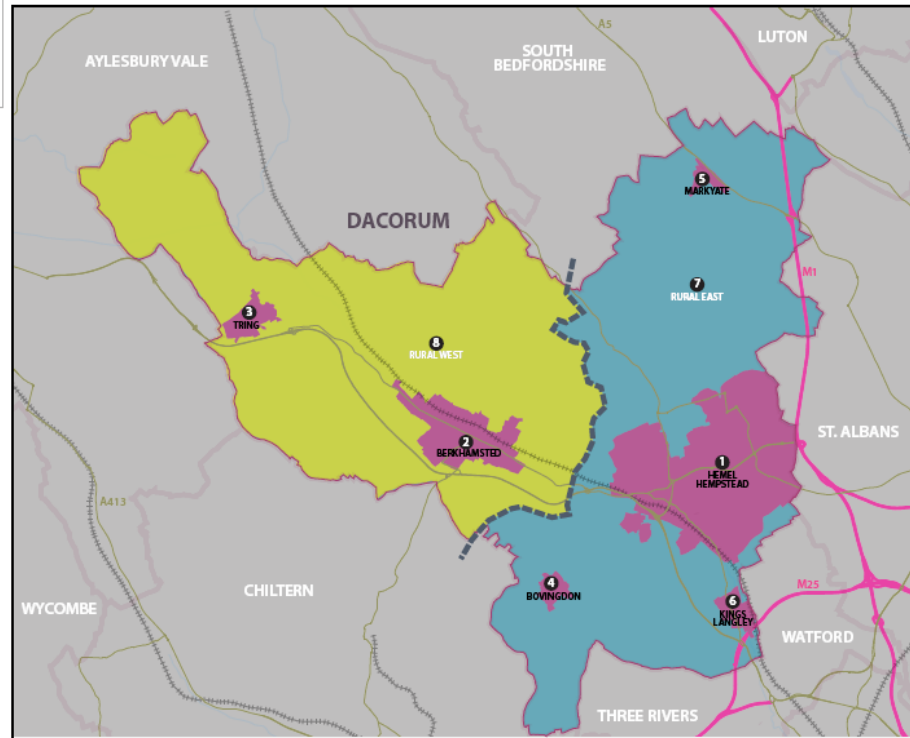 A5
LUTON
SOUTH
BEDFORDSHIRE
AYLESBURY VALE
5
MARKYATE
DACORUM
M1
7
RURAL EAST
3
TRING
8
RURAL WEST
ST. ALBANS
2
BERKHAMSTED
1
HEMEL
HEMPSTEAD
A413
CHILTERN
4
BOVINGDON
M25
WYCOMBE
6
KINGS
LANGLEY
WATFORD
THREE RIVERS